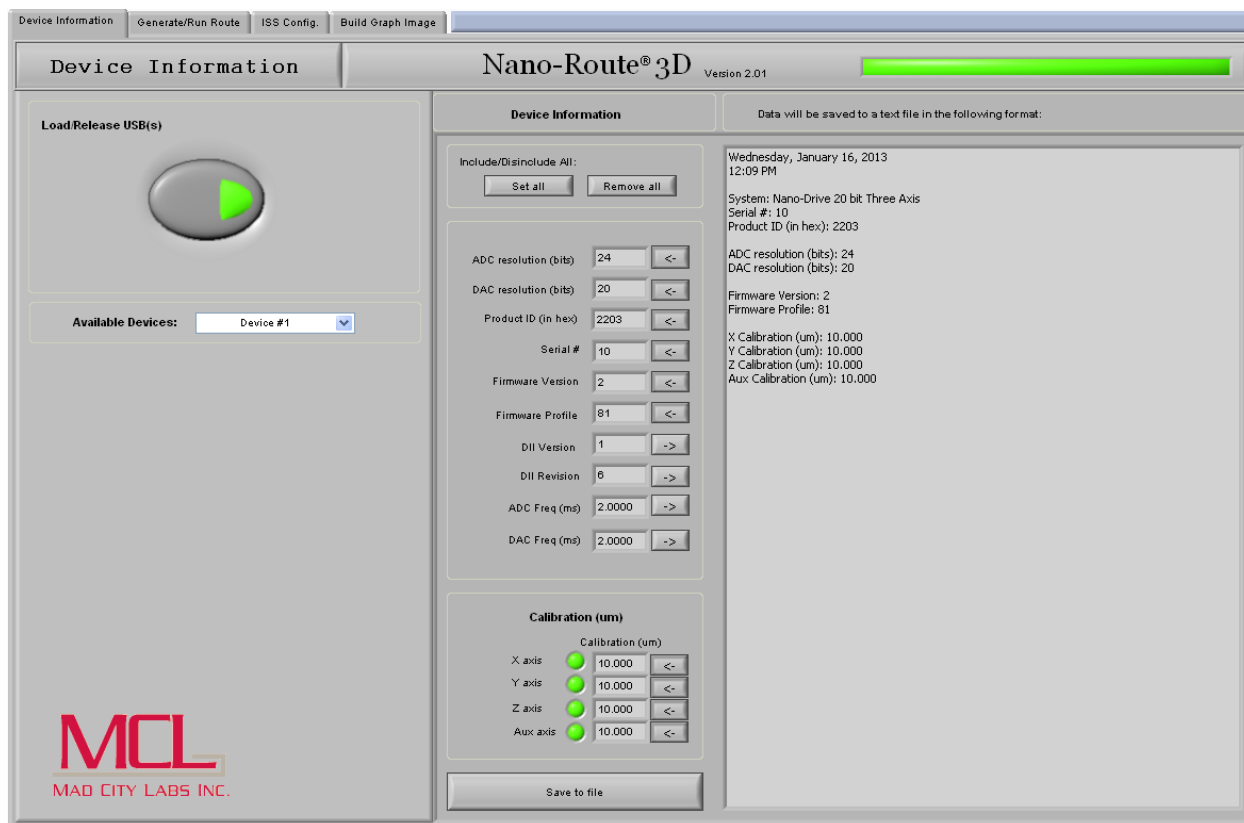 Device Information
Generate/Run Route
ISS Config.
Build Graph Image
Device Information
Nano-Route® 3D Version 2.01
Load/Release USB(s)
Available Devices: Device #1
Device Information
Include/Disinclude All:
Set all
Remove all
ADC resolution (bits) 24 <-
DAC resolution (bits) 20 <-
Product ID (in hex) 2203 <-
Serial # 10 <-
Firmware Version 2 <-
Firmware Profile 81 <-
Dll Version 1 ->
Dll Revision 6 ->
ADC Freq (ms) 2.0000 ->
DAC Freq (ms) 2.0000 ->
Calibration (um)
Calibration (um)
X axis 10.000 <-
Y axis 10.000 <-
Z axis 10.000 <-
Aux axis 10.000 <-
Save to file
Data will be saved to a text file in the following format:
Wednesday, January 16, 2013
12:09 PM
System: Nano-Drive 20 bit Three Axis
Serial #: 10
Product ID (in hex): 2203
ADC resolution (bits): 24
DAC resolution (bits): 20
Firmware Version: 2
Firmware Profile: 81
X Calibration (um): 10.000
Y Calibration (um): 10.000
Z Calibration (um): 10.000
Aux Calibration (um): 10.000
MCL
MAD CITY LABS INC.